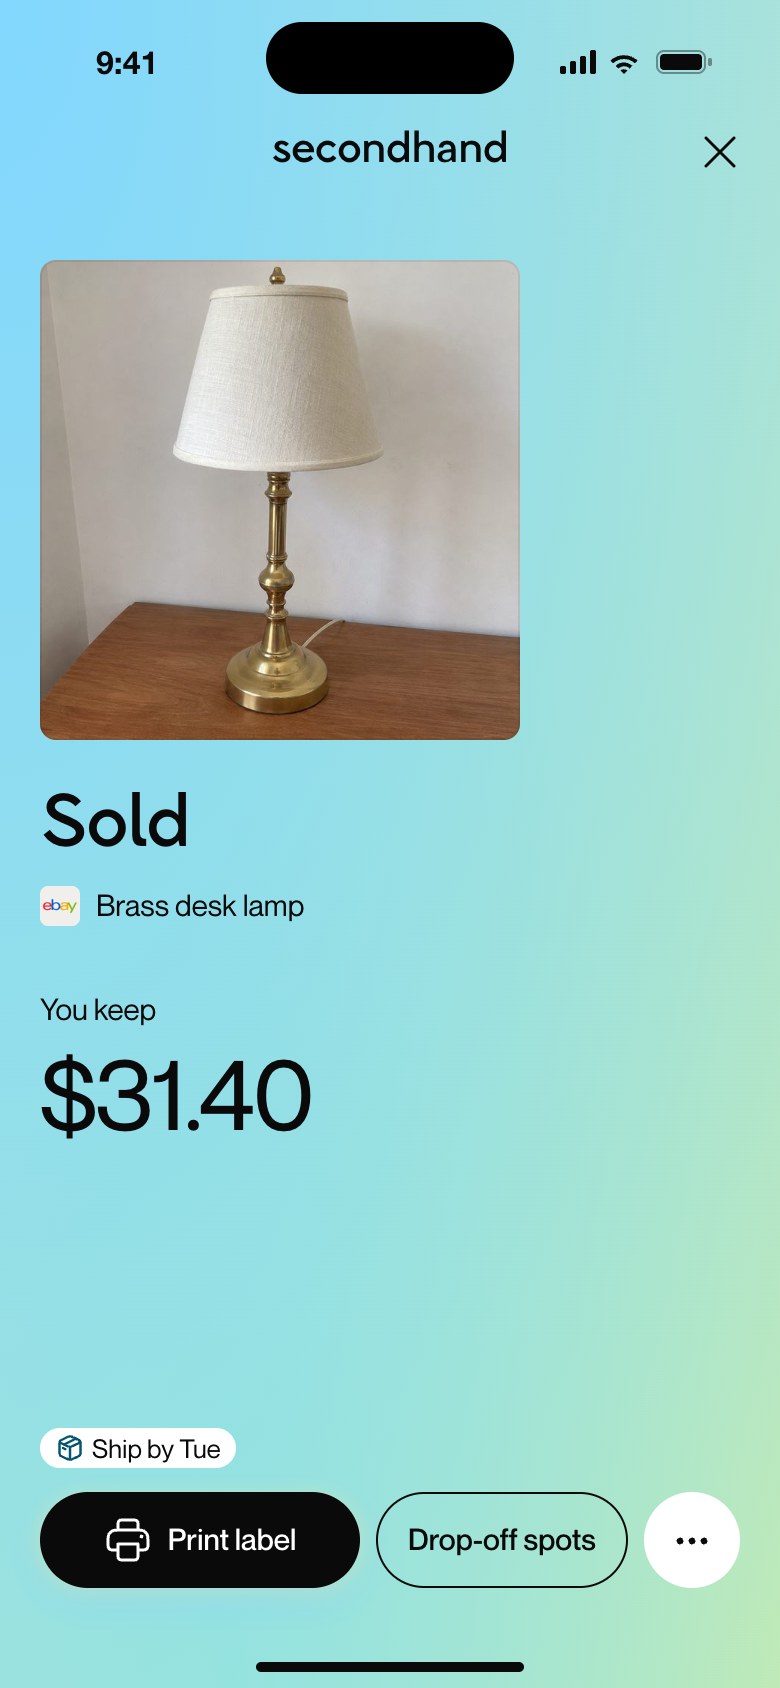 9:41
secondhand
Sold
ebay Brass desk lamp
You keep
$31.40
Ship by Tue
Print label
Drop-off spots